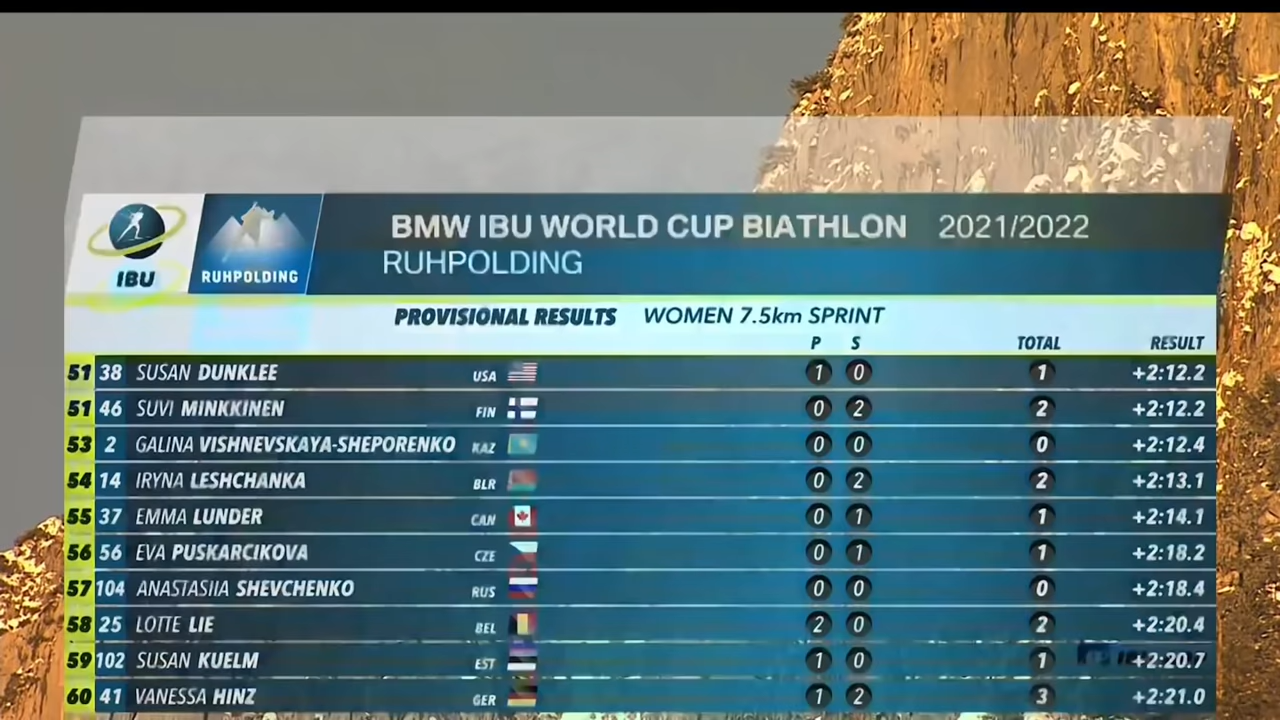 BMW IBU WORLD CUP BIATHLON 2021/2022
RUHPOLDING
IBU RUHPOLDING
PROVISIONAL RESULTS WOMEN 7.5km SPRINT
P S TOTAL RESULT
51 38 SUSAN DUNKLEE USA 1 0 1 +2:12.2
51 46 SUVI MINKKINEN FIN 0 2 2 +2:12.2
53 2 GALINA VISHNEVSKAYA-SHEPORENKO KAZ 0 0 0 +2:12.4
54 14 IRYNA LESHCHANKA BLR 0 2 2 +2:13.1
55 37 EMMA LUNDER CAN 0 1 1 +2:14.1
56 56 EVA PUSKARCIKOVA CZE 0 1 1 +2:18.2
57 104 ANASTASIIA SHEVCHENKO RUS 0 0 0 +2:18.4
58 25 LOTTE LIE BEL 2 0 2 +2:20.4
59 102 SUSAN KUELM EST 1 0 1 +2:20.7
60 41 VANESSA HINZ GER 1 2 3 +2:21.0